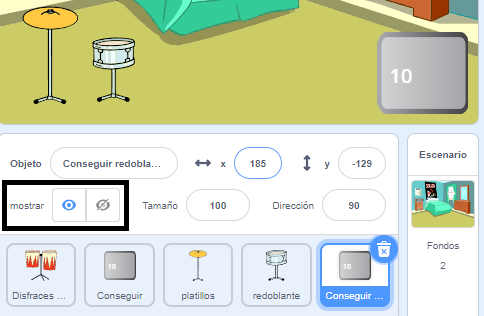 10
Objeto Conseguir redobla... x 185 y -129
mostrar Tamaño 100 Dirección 90
Escenario
Fondos
2
10
Disfraces ... Conseguir platillos redoblante
10
Conseguir ...